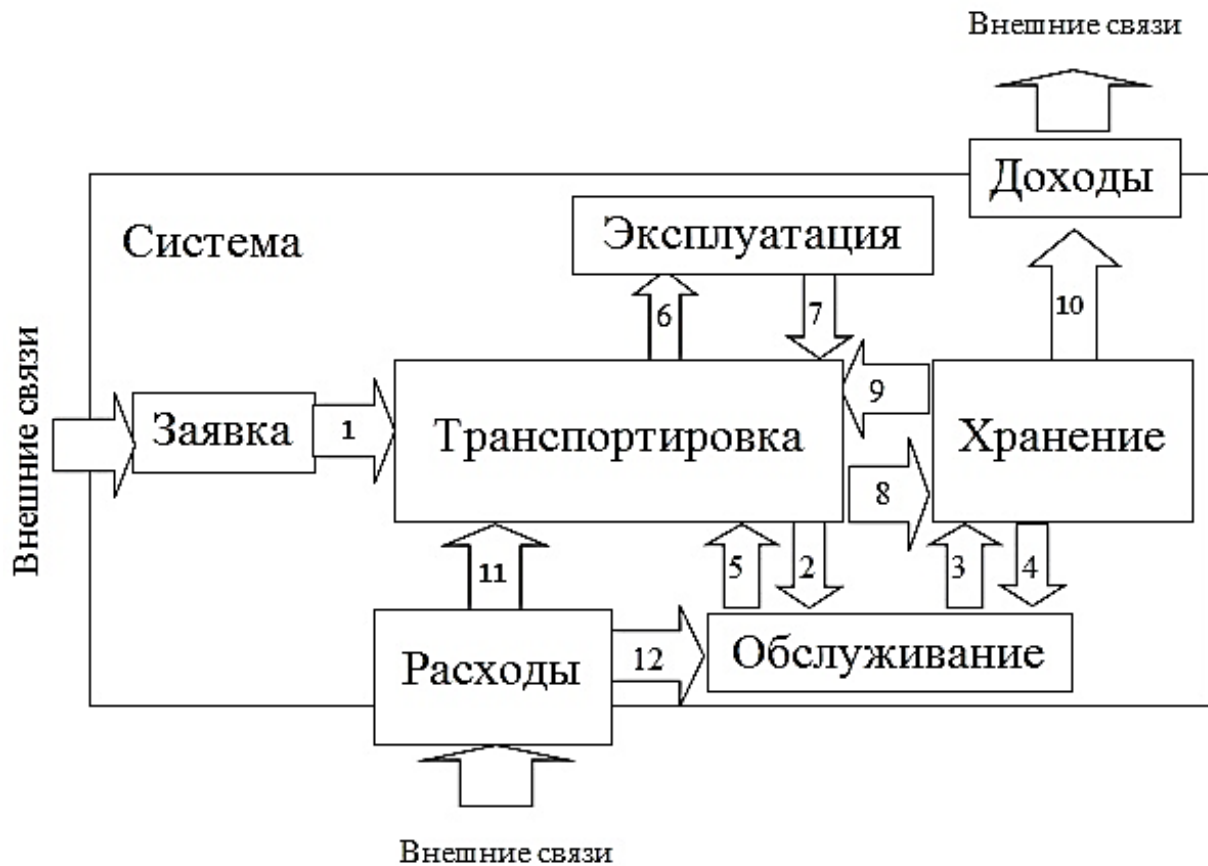 Внешние связи
Доходы
Система
Эксплуатация
6
7
10
Внешние связи
Заявка
1
Транспортировка
9
8
Хранение
11
5
2
3
4
Расходы
12
Обслуживание
Внешние связи